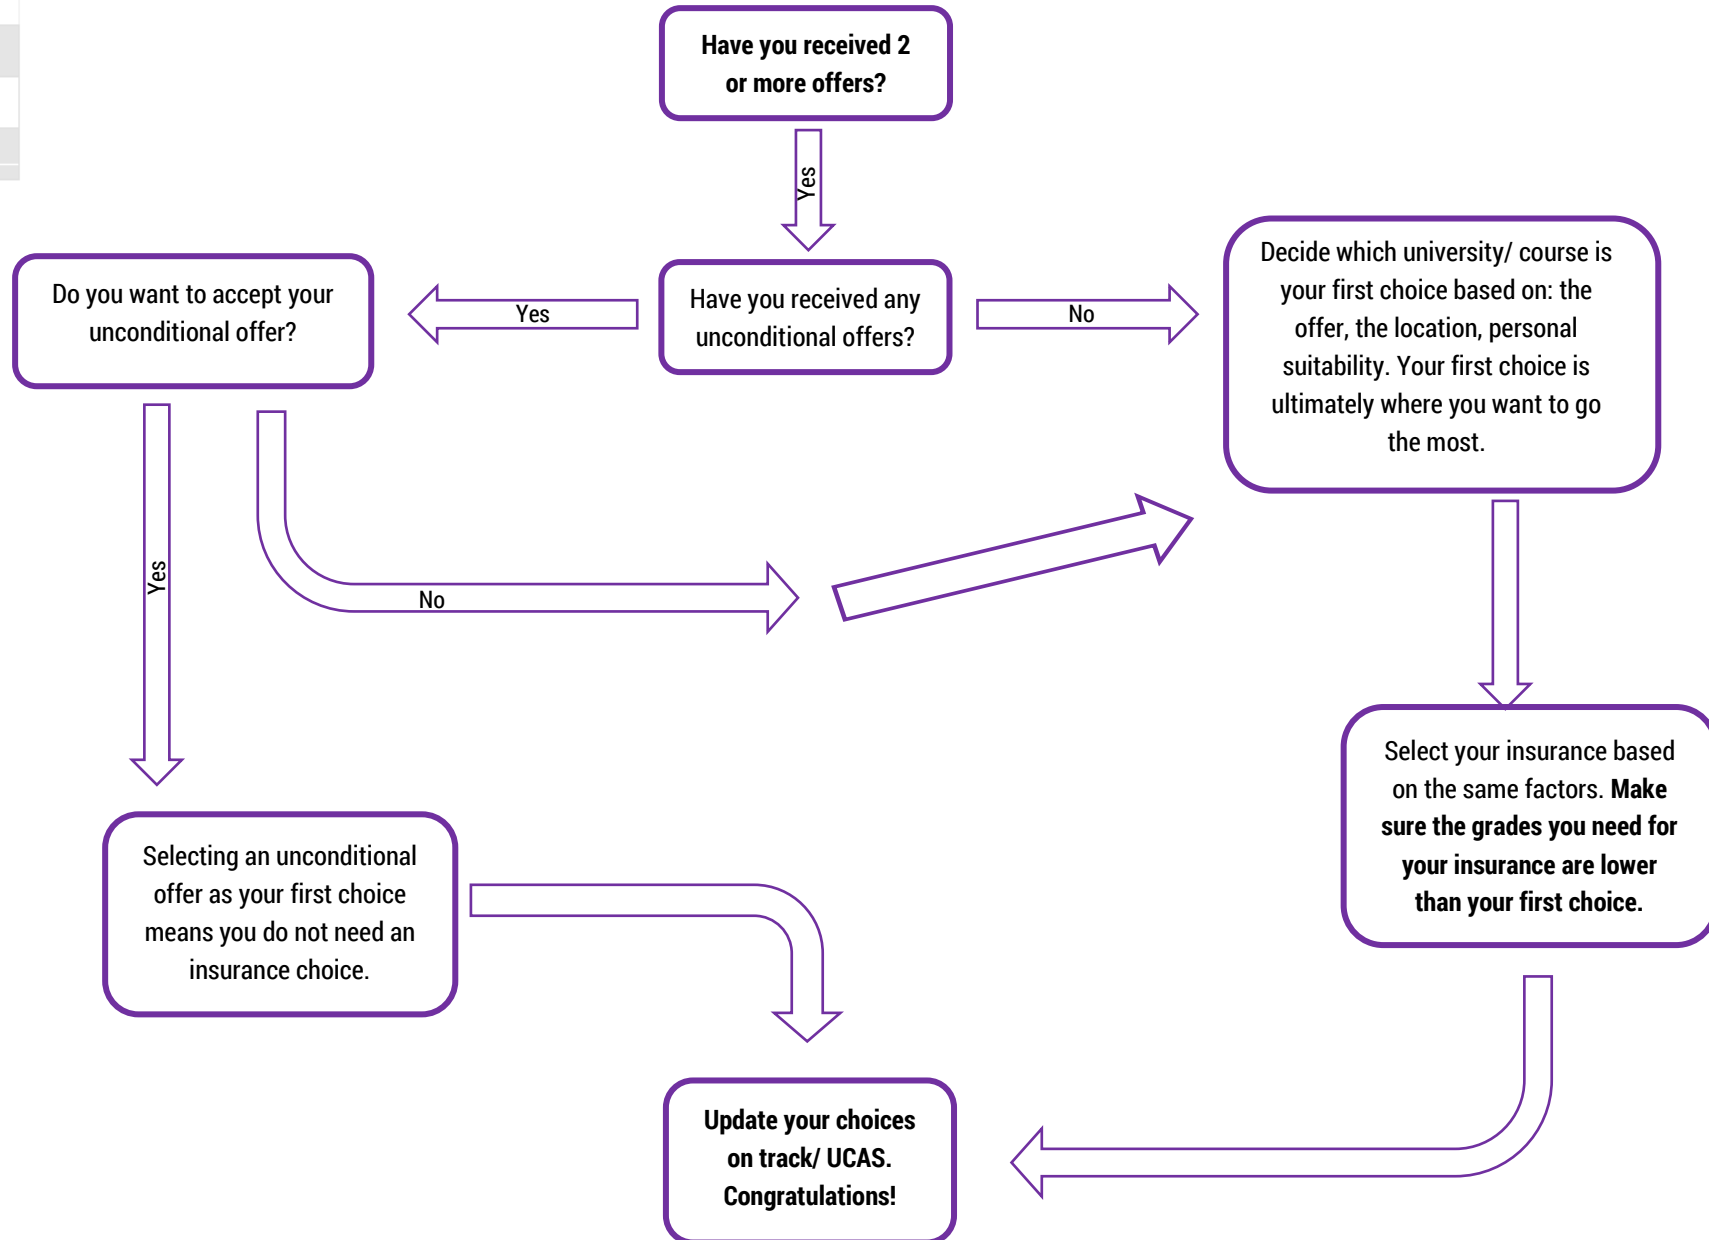 Have you received 2
or more offers?
Yes
Do you want to accept your
unconditional offer?
Yes
Have you received any
unconditional offers?
No
Decide which university/ course is
your first choice based on: the
offer, the location, personal
suitability. Your first choice is
ultimately where you want to go
the most.
Yes
No
Select your insurance based
on the same factors. Make
sure the grades you need for
your insurance are lower
than your first choice.
Selecting an unconditional
offer as your first choice
means you do not need an
insurance choice.
Update your choices
on track/ UCAS.
Congratulations!